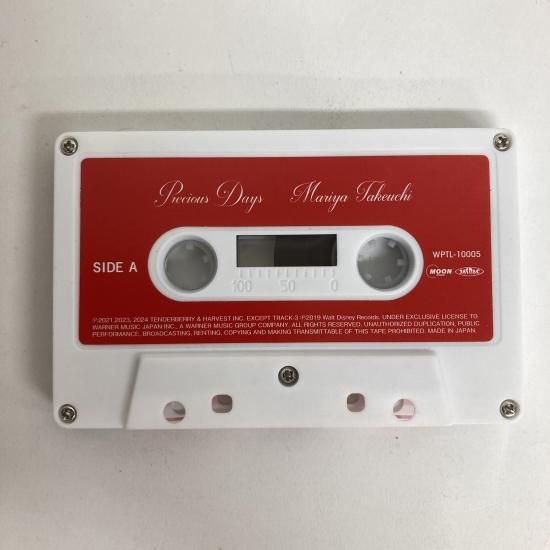 Precious Days Mariya Takeuchi
SIDE A
WPTL-10005
MOON
100 50 0
℗2021,2023, 2024 TENDERBERRY & HARVEST INC. EXCEPT TRACK-3 ℗2019 Walt Disney Records. UNDER EXCLUSIVE LICENSE TO
WARNER MUSIC JAPAN INC., A WARNER MUSIC GROUP COMPANY. ALL RIGHTS RESERVED. UNAUTHORIZED DUPLICATION, PUBLIC
PERFORMANCE, BROADCASTING, RENTING, COPYING AND MAKING TRANSMITTABLE OF THIS TAPE PROHIBITED. MADE IN JAPAN.